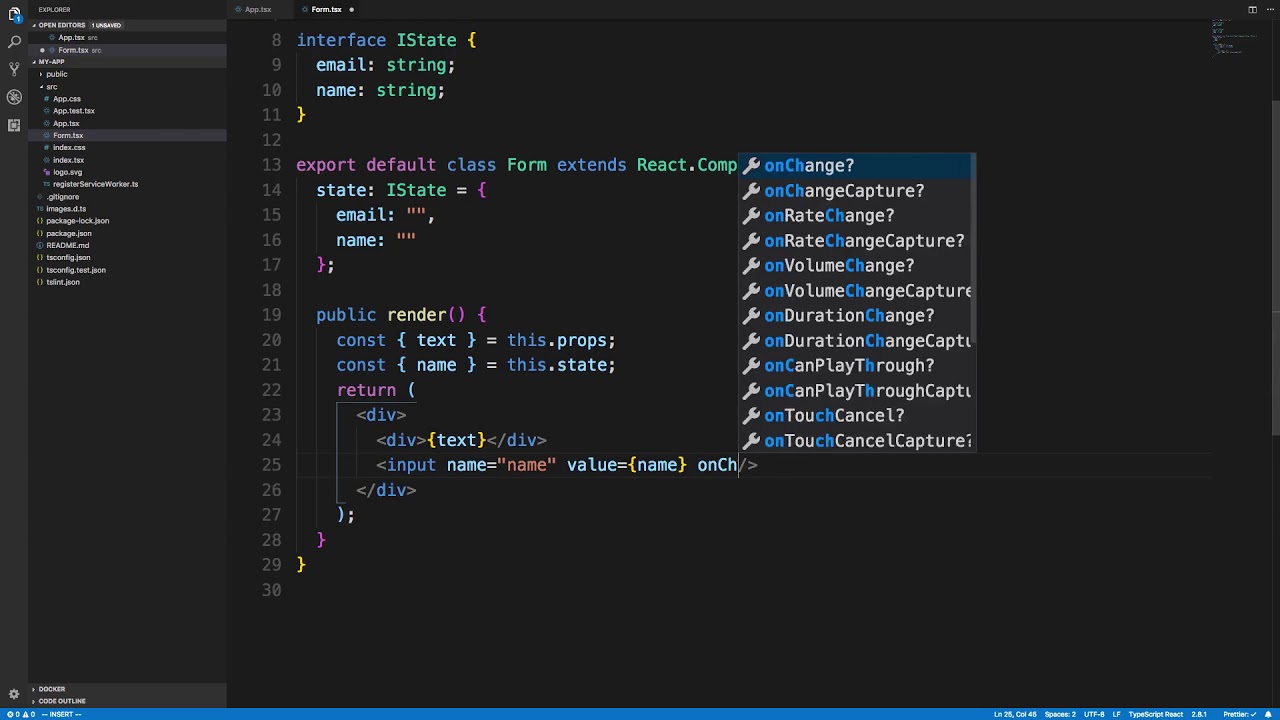 EXPLORER
OPEN EDITORS 1 UNSAVED
App.tsx src
Form.tsx src
MY-APP
public
src
App.css
App.test.tsx
App.tsx
Form.tsx
index.css
index.tsx
logo.svg
TS registerServiceWorker.ts
.gitignore
TS images.d.ts
{} package-lock.json
{} package.json
README.md
{} tsconfig.json
{} tsconfig.test.json
{} tslint.json
DOCKER
CODE OUTLINE
1
App.tsx
Form.tsx ●
8 interface IState {
9 email: string;
10 name: string;
11 }
12
13 export default class Form extends React.Comp
14 state: IState = {
15 email: "",
16 name: ""
17 };
18
19 public render() {
20 const { text } = this.props;
21 const { name } = this.state;
22 return (
23 <div>
24 <div>{text}</div>
25 <input name="name" value={name} onCh/>
26 </div>
27 );
28 }
29 }
30
onChange?
onChangeCapture?
onRateChange?
onRateChangeCapture?
onVolumeChange?
onVolumeChangeCapture
onDurationChange?
onDurationChangeCaptu
onCanPlayThrough?
onCanPlayThroughCaptu
onTouchCancel?
onTouchCancelCapture?
0 0 -- INSERT --
Ln 25, Col 45 Spaces: 2 UTF-8 LF TypeScript React 2.8.1 Prettier: ✓